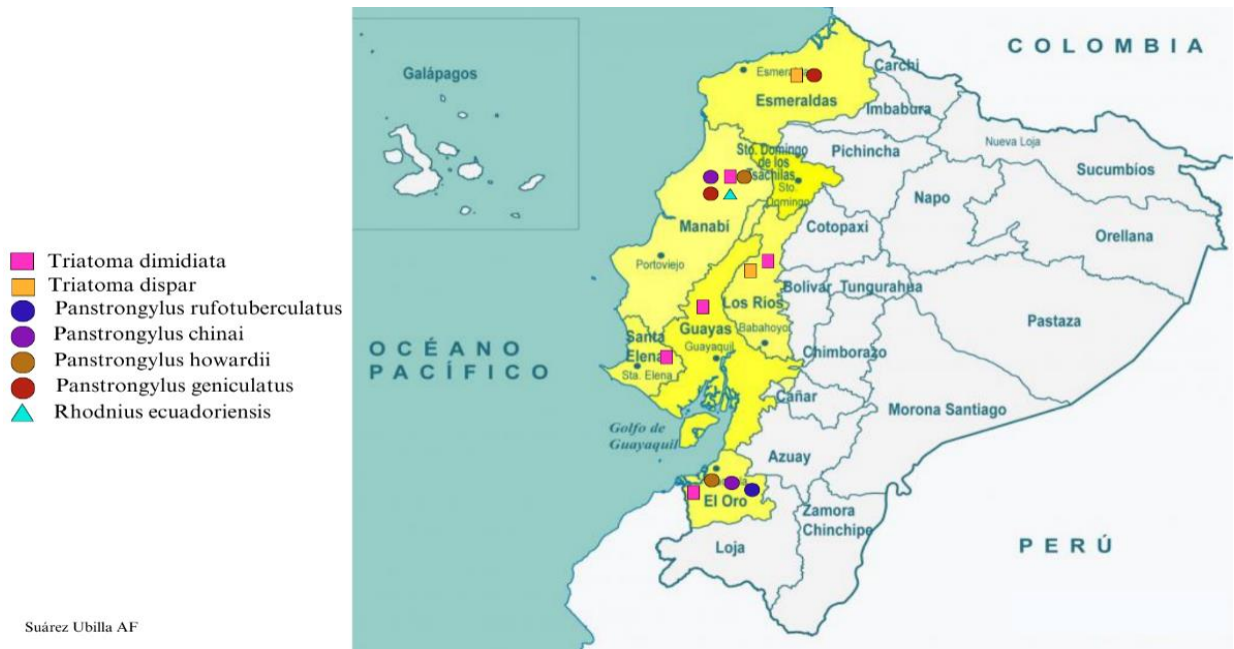 Triatoma dimidiata
Triatoma dispar
Panstrongylus rufotuberculatus
Panstrongylus chinai
Panstrongylus howardii
Panstrongylus geniculatus
Rhodnius ecuadoriensis
Suárez Ubilla AF
Galápagos
COLOMBIA
OCÉANO
PACÍFICO
PERÚ
Golfo de
Guayaquil
Esmeraldas
Carchi
Imbabura
Pichincha
Nueva Loja
Sucumbíos
Sto. Domingo
de los
Tsáchilas
Sto.
Domingo
Manabí
Portoviejo
Napo
Orellana
Cotopaxi
Los Ríos
Babahoyo
Bolívar
Tungurahua
Pastaza
Guayas
Guayaquil
Santa
Elena
Sta. Elena
Chimborazo
Cañar
Morona Santiago
Azuay
El Oro
Loja
Zamora
Chinchipe